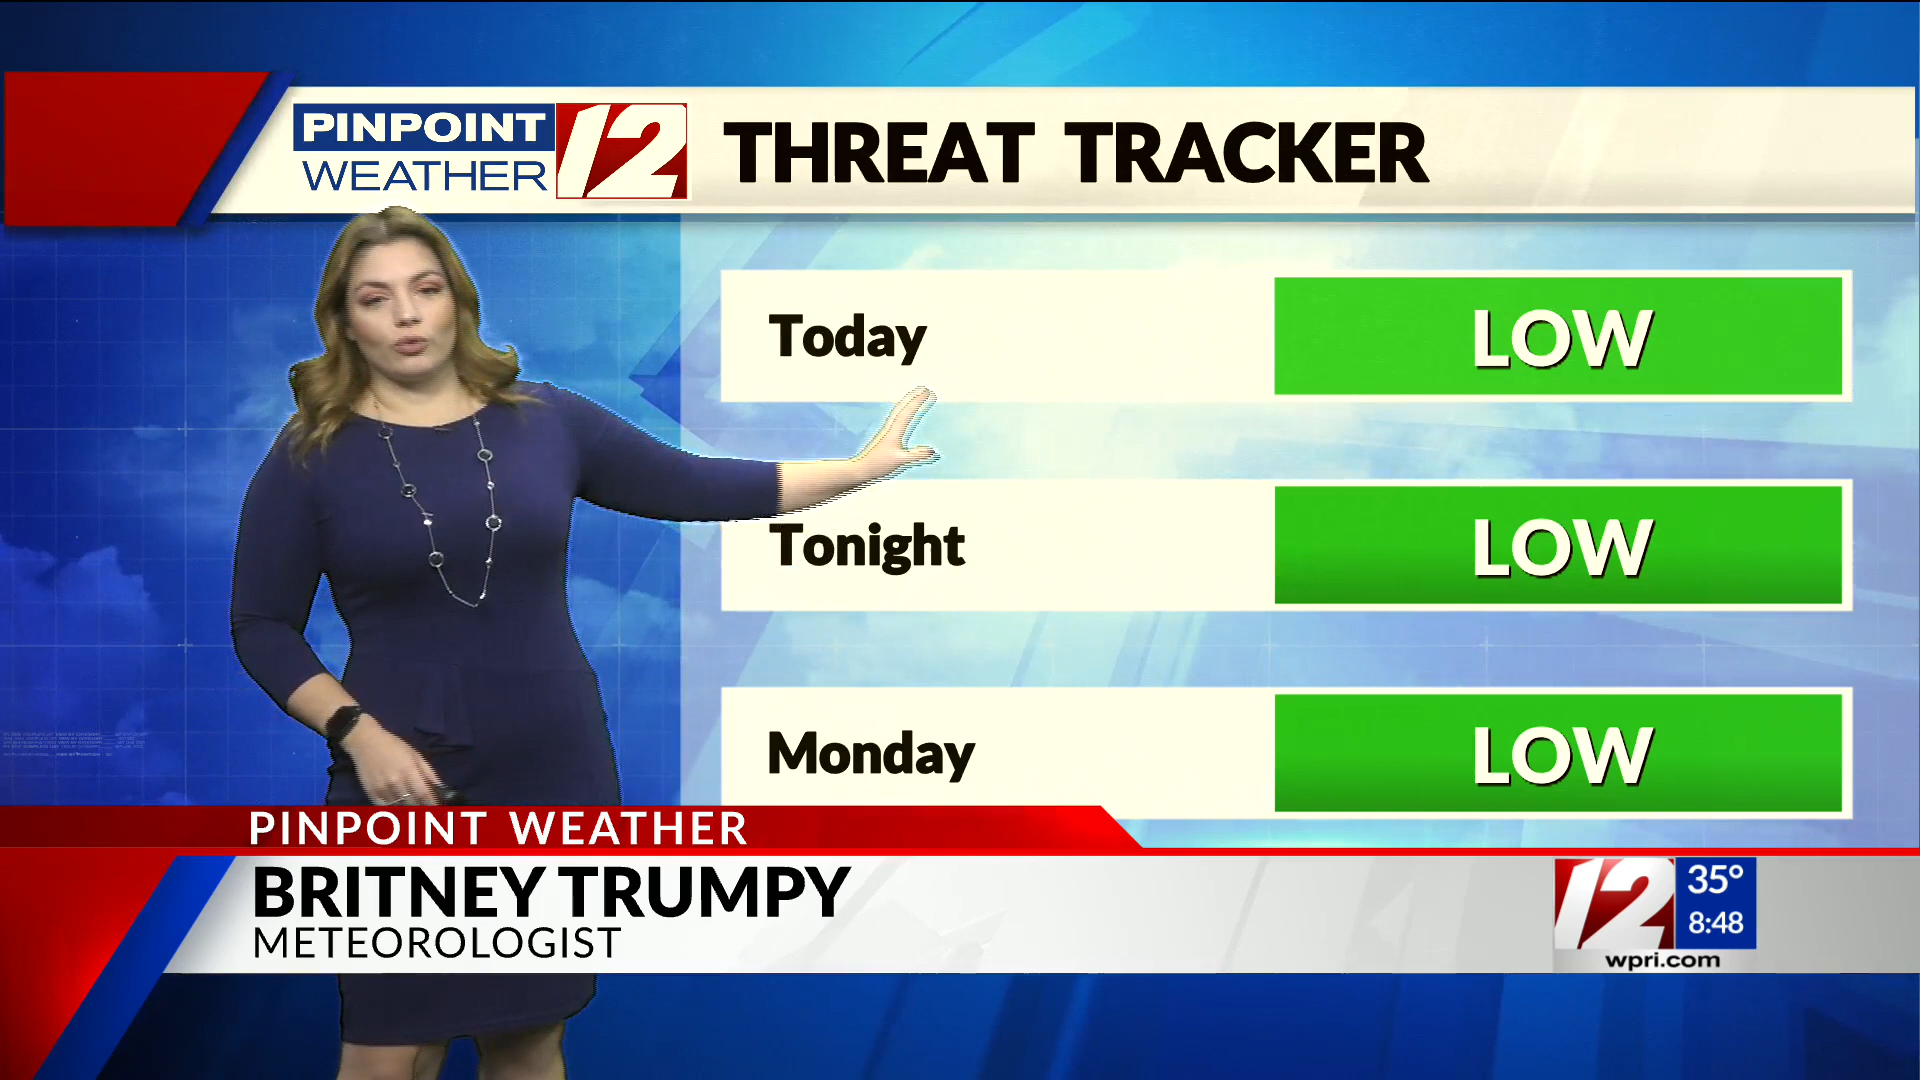 PINPOINT
WEATHER
12
THREAT TRACKER
Today
LOW
Tonight
LOW
Monday
LOW
PINPOINT WEATHER
BRITNEY TRUMPY
METEOROLOGIST
12
35°
8:48
wpri.com